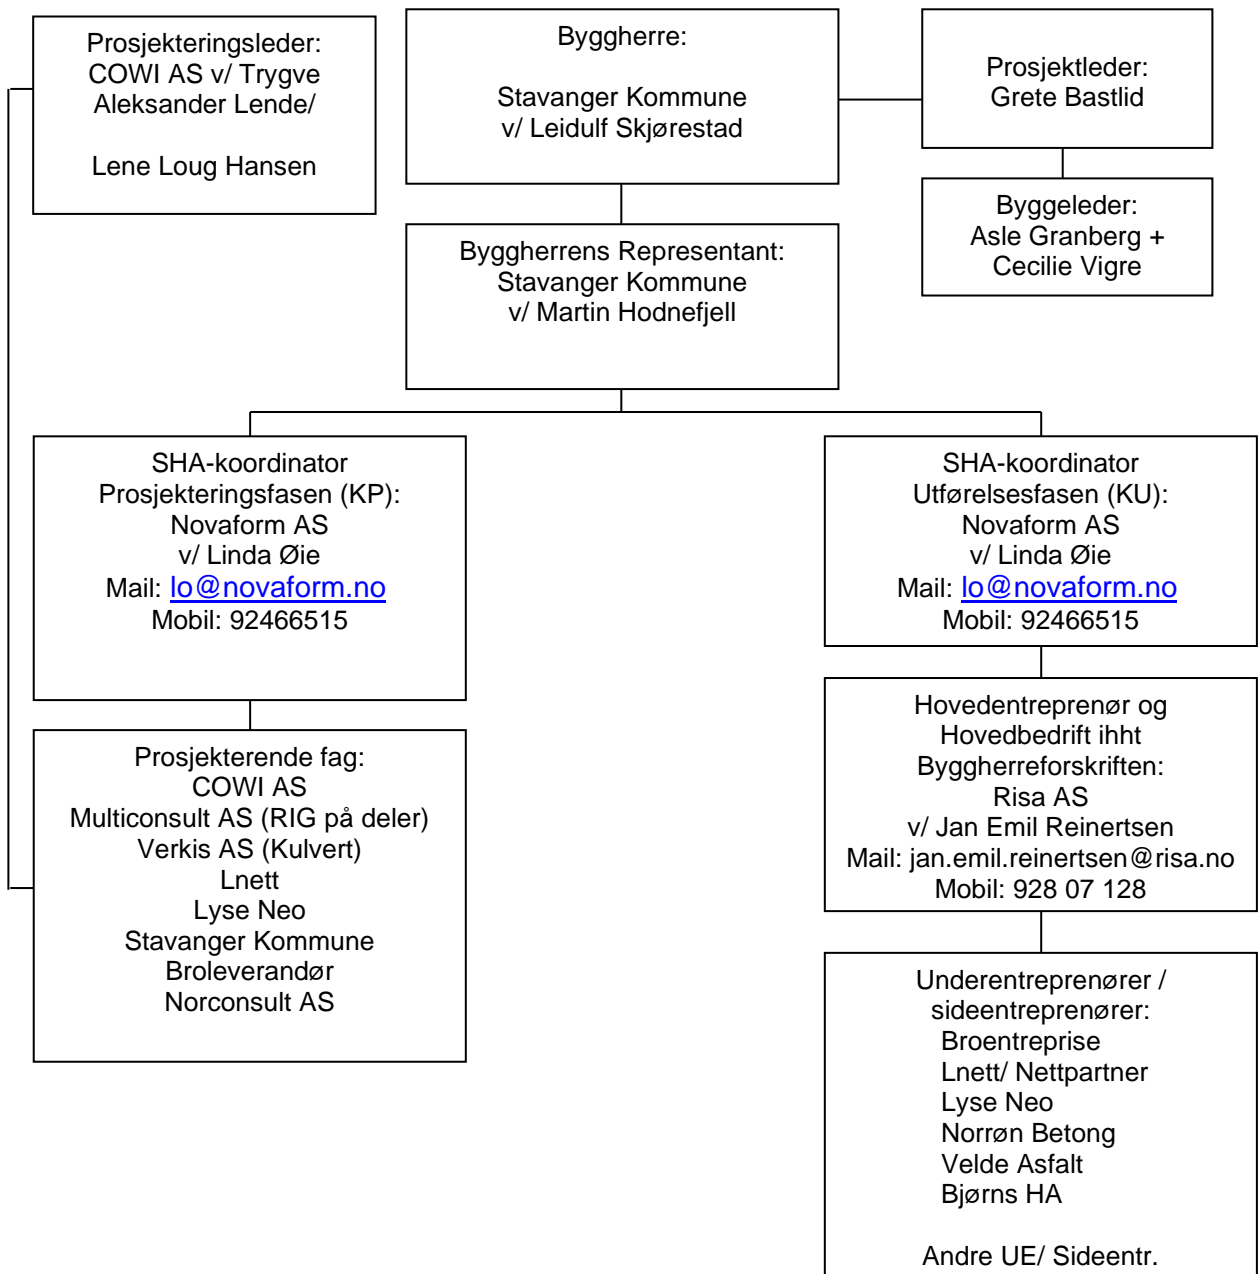 Prosjekteringsleder:
COWI AS v/ Trygve
Aleksander Lende/
Lene Loug Hansen
Byggherre:
Stavanger Kommune
v/ Leidulf Skjørestad
Prosjektleder:
Grete Bastlid
Byggeleder:
Asle Granberg +
Cecilie Vigre
Byggherrens Representant:
Stavanger Kommune
v/ Martin Hodnefjell
SHA-koordinator
Prosjekteringsfasen (KP):
Novaform AS
v/ Linda Øie
Mail: lo@novaform.no
Mobil: 92466515
SHA-koordinator
Utførelsesfasen (KU):
Novaform AS
v/ Linda Øie
Mail: lo@novaform.no
Mobil: 92466515
Prosjekterende fag:
COWI AS
Multiconsult AS (RIG på deler)
Verkis AS (Kulvert)
Lnett
Lyse Neo
Stavanger Kommune
Broleverandør
Norconsult AS
Hovedentreprenør og
Hovedbedrift ihht
Byggherreforskriften:
Risa AS
v/ Jan Emil Reinertsen
Mail: jan.emil.reinertsen@risa.no
Mobil: 928 07 128
Underentreprenører /
sideentreprenører:
Broentreprise
Lnett/ Nettpartner
Lyse Neo
Norrøn Betong
Velde Asfalt
Bjørns HA
Andre UE/ Sideentr.